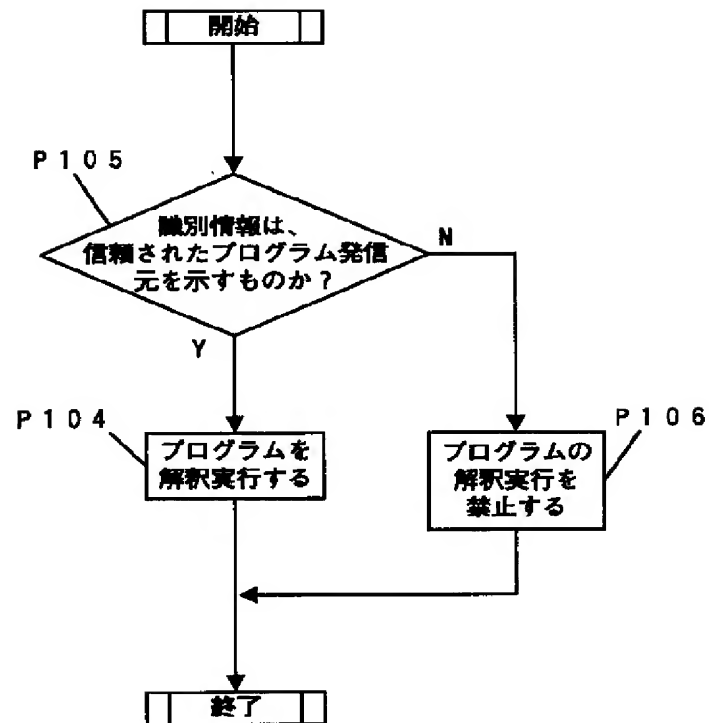 開始
P105
識別情報は、
信頼されたプログラム発信
元を示すものか？
N
Y
P104
プログラムを
解釈実行する
P106
プログラムの
解釈実行を
禁止する
終了